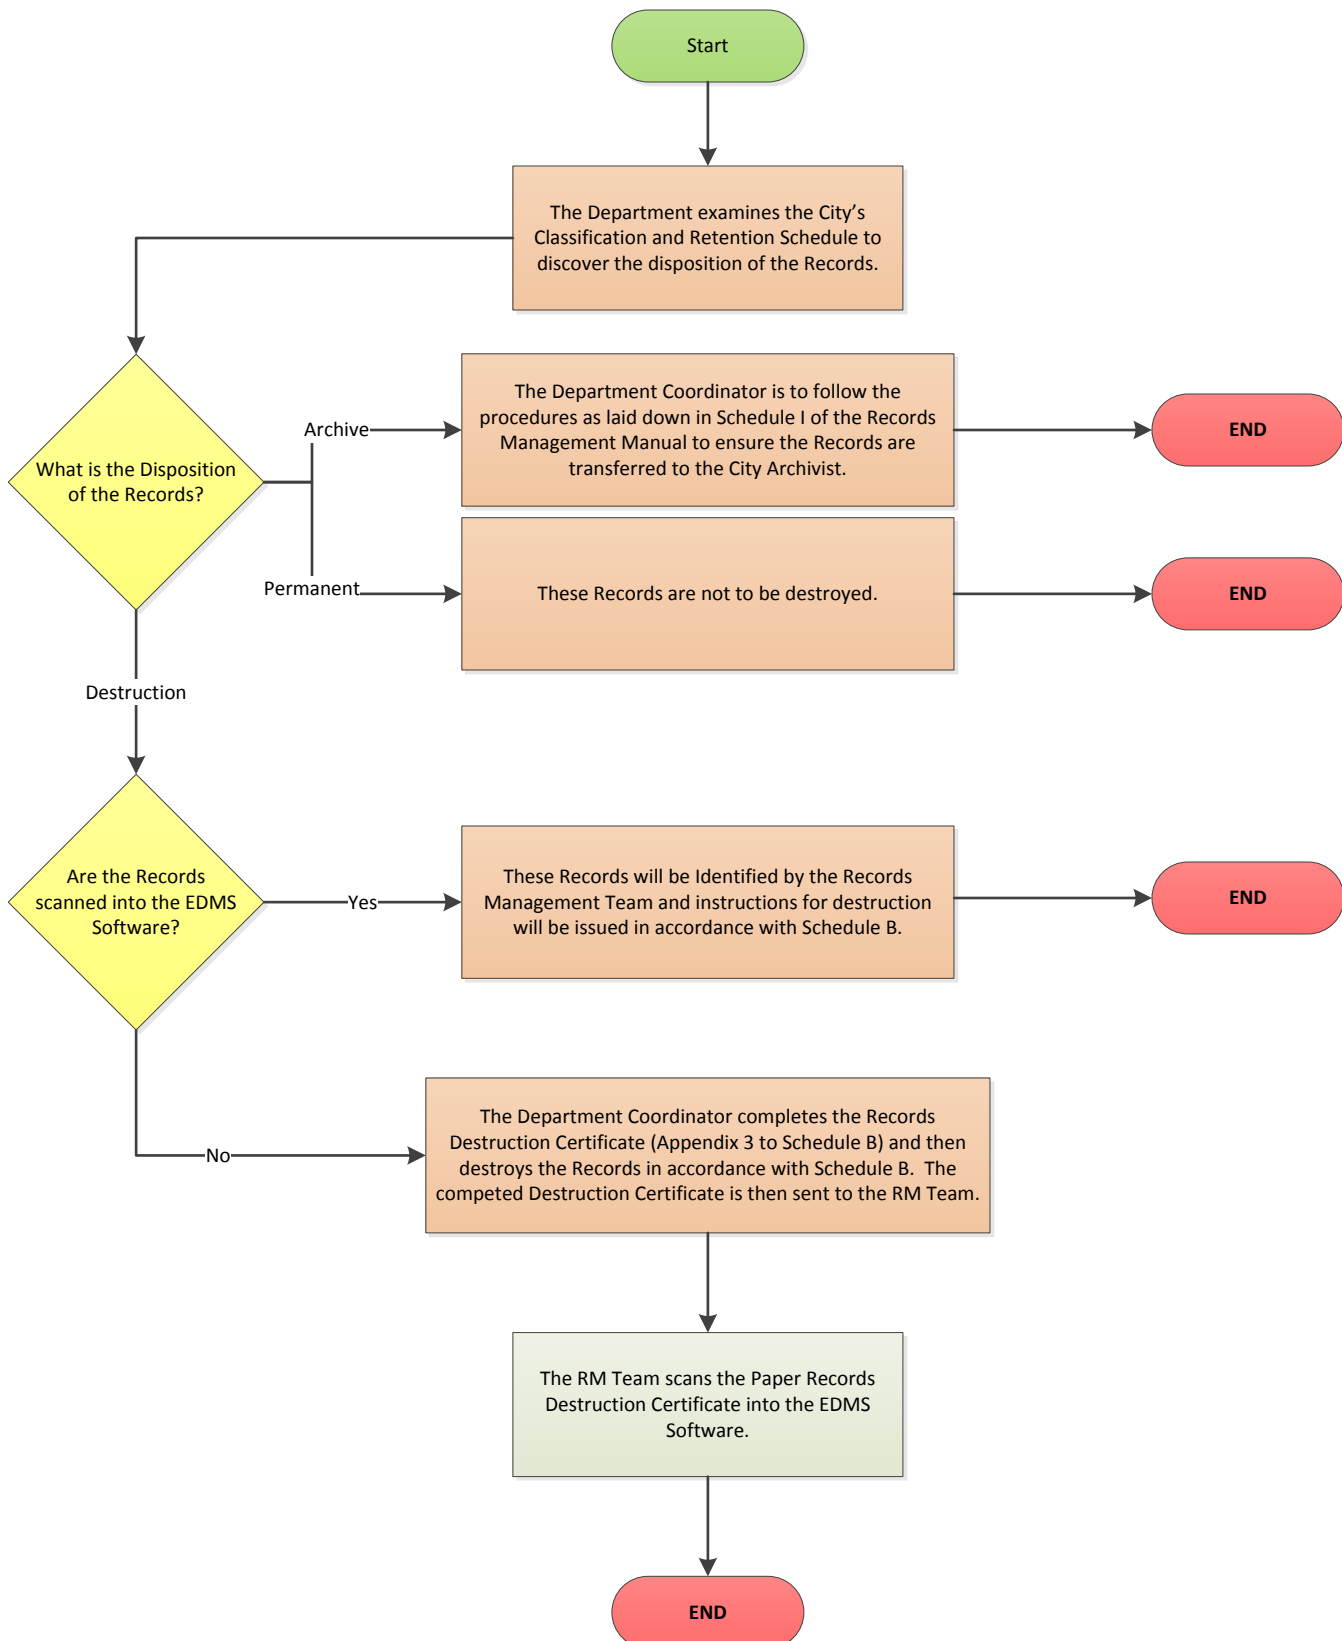 Start
The Department examines the City’s
Classification and Retention Schedule to
discover the disposition of the Records.
What is the Disposition
of the Records?
Archive
The Department Coordinator is to follow the
procedures as laid down in Schedule I of the Records
Management Manual to ensure the Records are
transferred to the City Archivist.
END
Permanent
These Records are not to be destroyed.
END
Destruction
Are the Records
scanned into the EDMS
Software?
Yes
These Records will be Identified by the Records
Management Team and instructions for destruction
will be issued in accordance with Schedule B.
END
No
The Department Coordinator completes the Records
Destruction Certificate (Appendix 3 to Schedule B) and then
destroys the Records in accordance with Schedule B.  The
competed Destruction Certificate is then sent to the RM Team.
The RM Team scans the Paper Records
Destruction Certificate into the EDMS
Software.
END